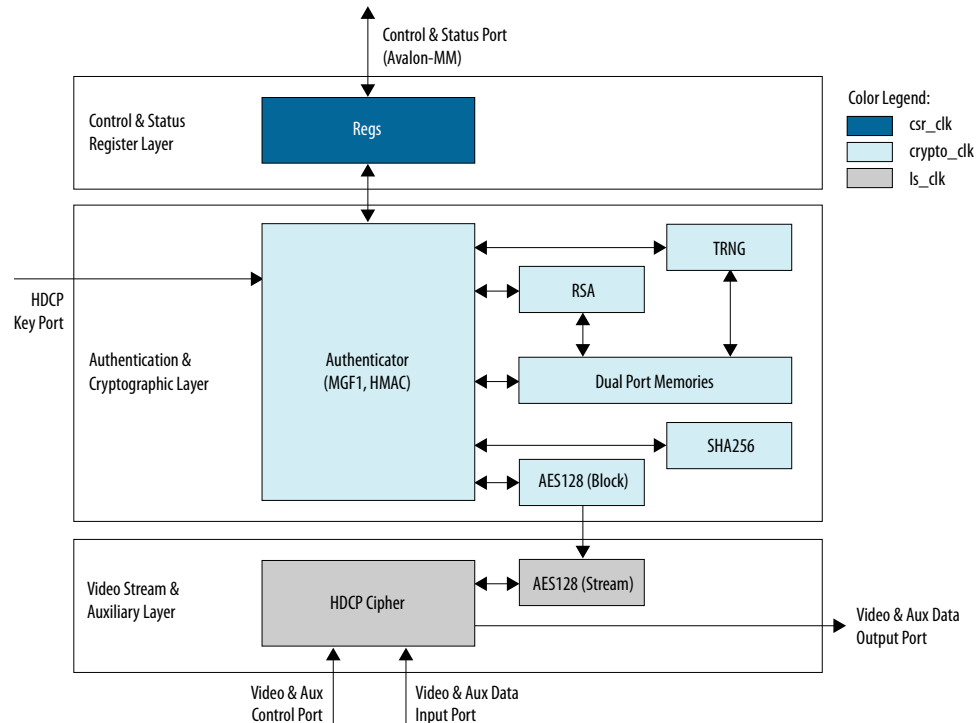 Control & Status Port
(Avalon-MM)
Control & Status
Register Layer
Regs
Color Legend:
csr_clk
crypto_clk
ls_clk
HDCP
Key Port
Authentication &
Cryptographic Layer
Authenticator
(MGF1, HMAC)
TRNG
RSA
Dual Port Memories
SHA256
AES128 (Block)
Video Stream &
Auxiliary Layer
HDCP Cipher
AES128 (Stream)
Video & Aux Data
Output Port
Video & Aux
Control Port
Video & Aux Data
Input Port